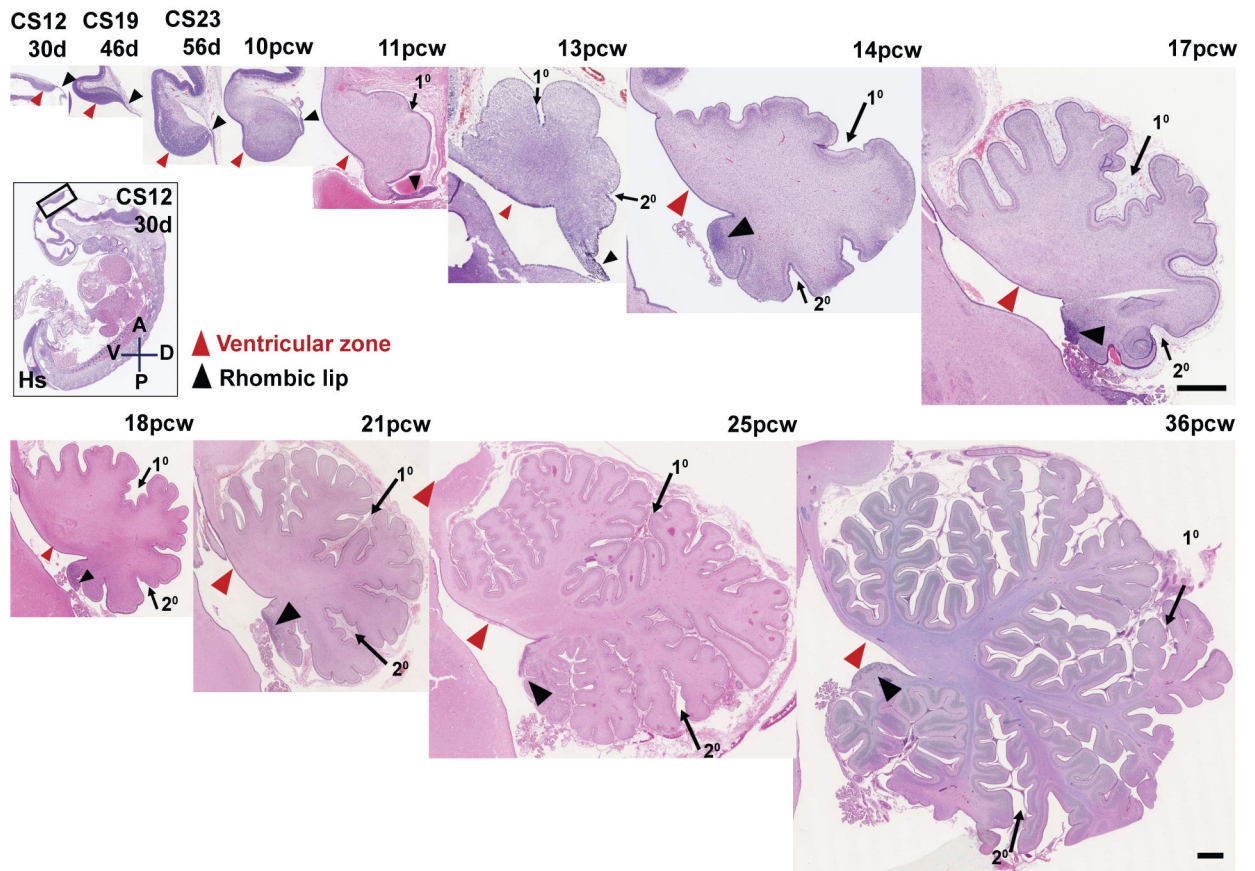 CS12
30d
CS19
46d
CS23
56d
10pcw
11pcw
13pcw
14pcw
17pcw
1⁰
1⁰
2⁰
1⁰
2⁰
1⁰
2⁰
CS12
30d
A
V
D
P
Hs
Ventricular zone
Rhombic lip
18pcw
21pcw
25pcw
36pcw
1⁰
2⁰
1⁰
2⁰
1⁰
2⁰
1⁰
2⁰